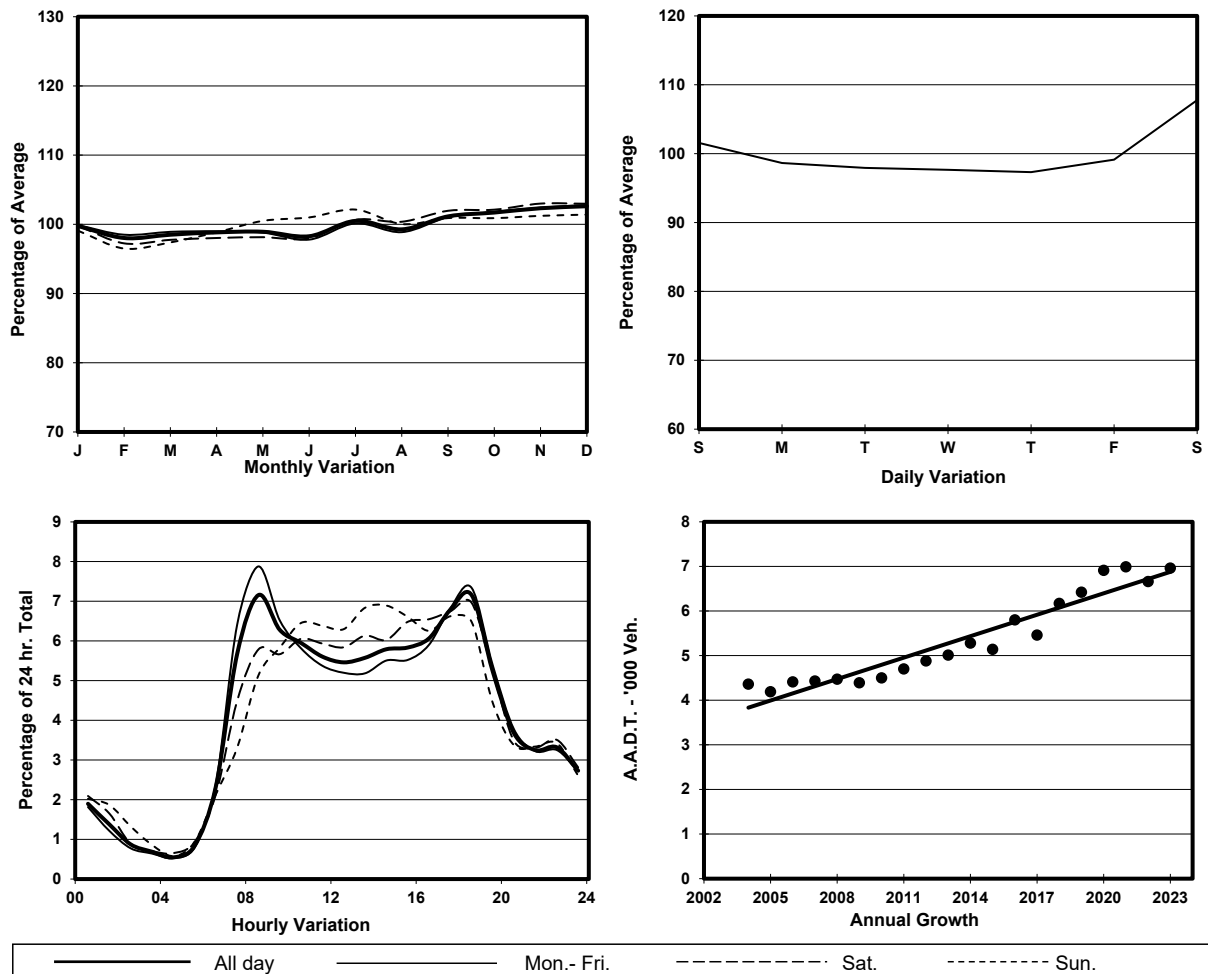 130
120
110
100
90
80
70
Percentage of Average
J F M A M J J A S O N D
Monthly Variation
120
110
100
90
80
70
60
Percentage of Average
S M T W T F S
Daily Variation
9
8
7
6
5
4
3
2
1
0
Percentage of 24 hr. Total
00 04 08 12 16 20 24
Hourly Variation
8
7
6
5
4
3
2
1
0
A.A.D.T. - '000 Veh.
2002 2005 2008 2011 2014 2017 2020 2023
Annual Growth
All day Mon.- Fri. Sat. Sun.